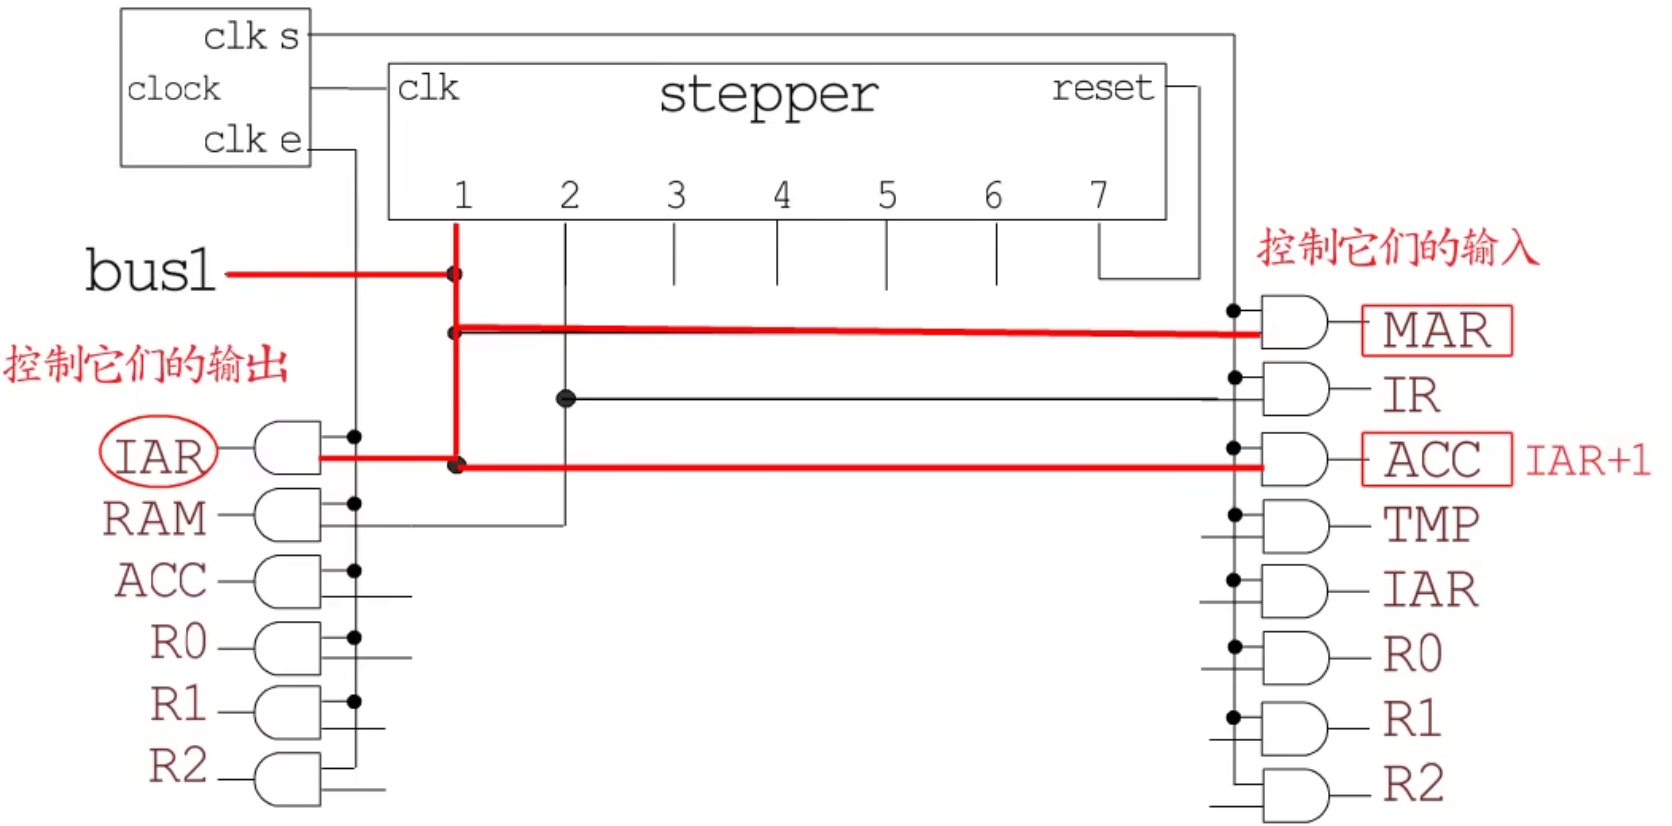 clk s
clock
clk e
clk
stepper
reset
1 2 3 4 5 6 7
bus1
控制它们的输出
IAR
RAM
ACC
R0
R1
R2
控制它们的输入
MAR
IR
ACC IAR+1
TMP
IAR
R0
R1
R2